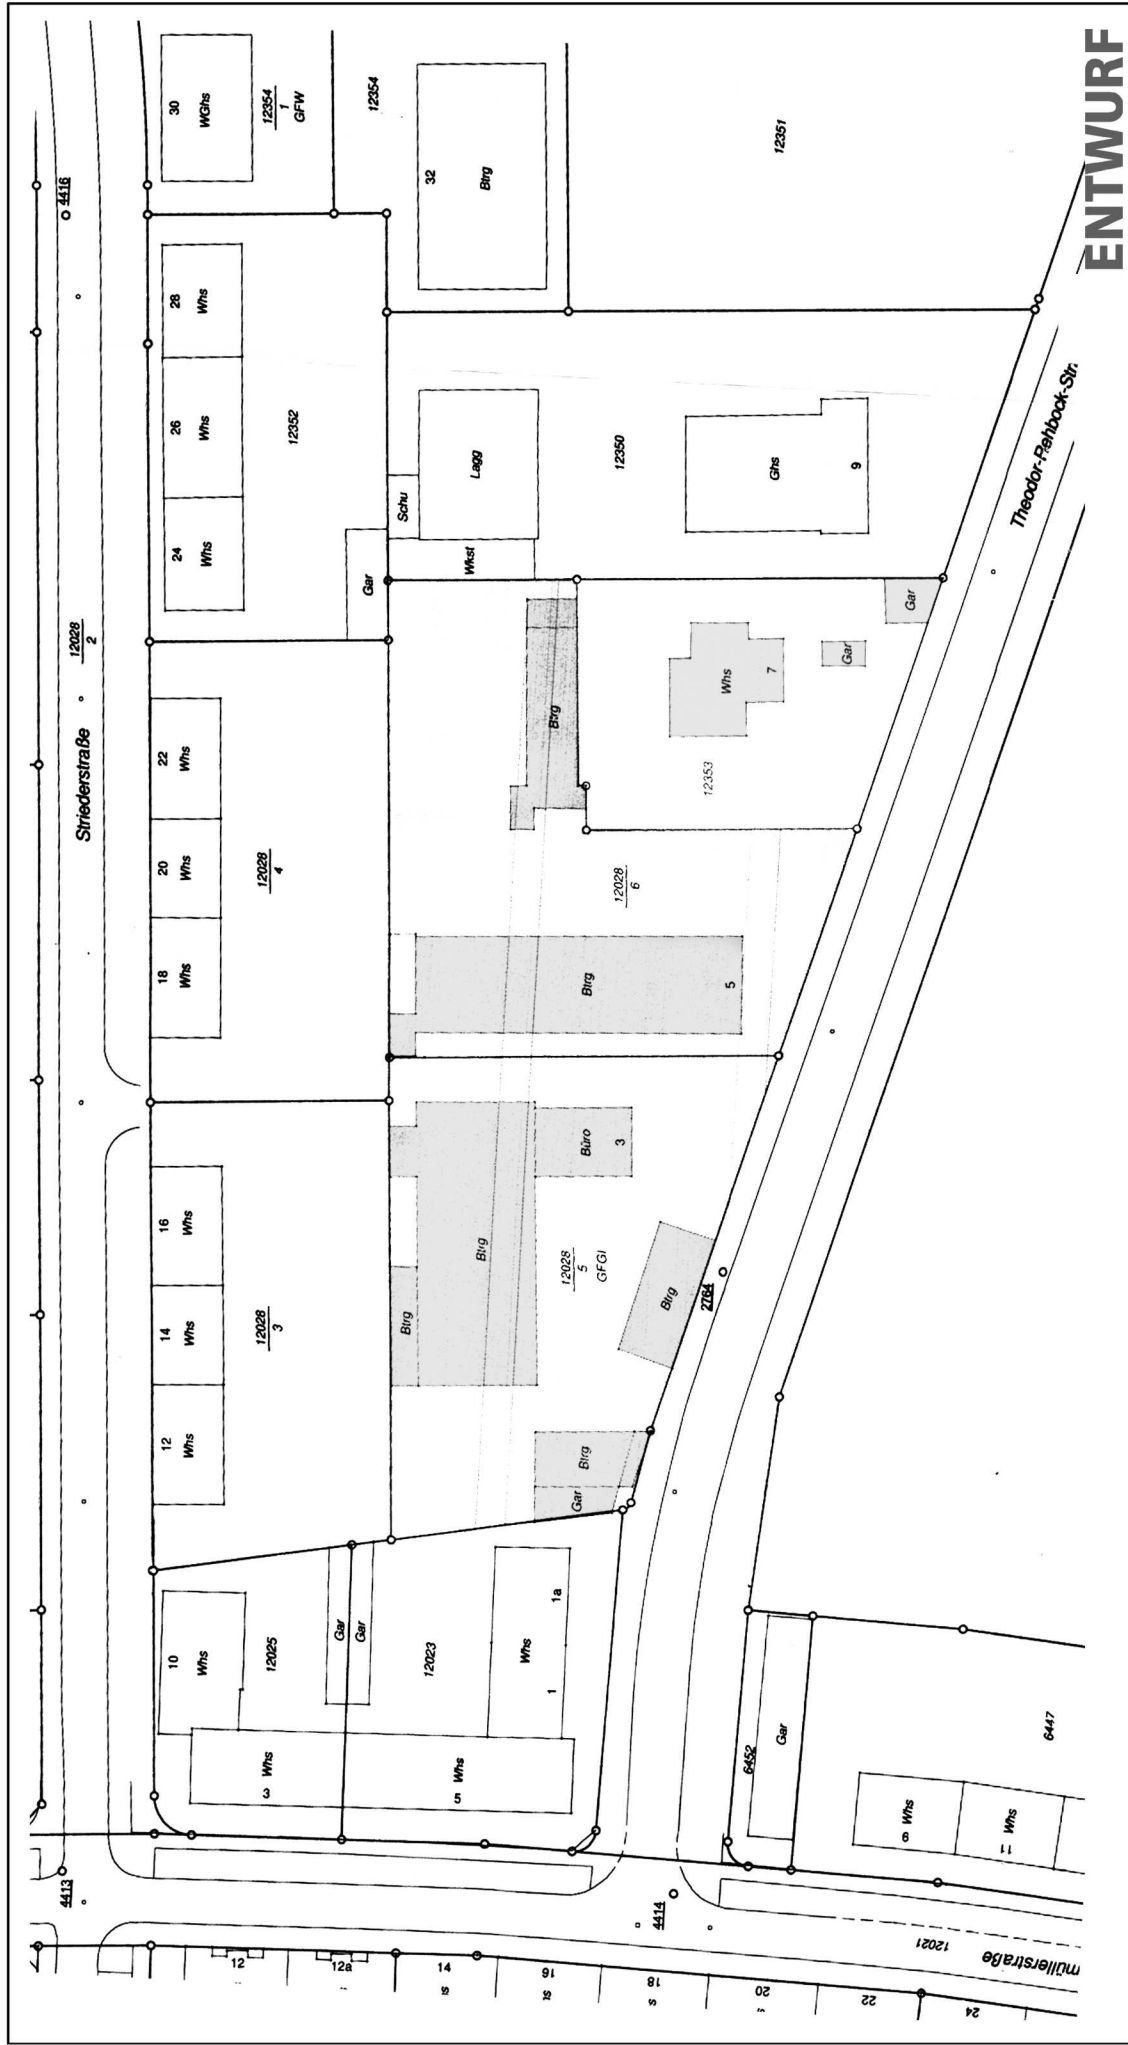 ENTWURF
Striederstraße
12028
2
4416
4413
30
WGhs
12354
1
GFW
12354
32
Btrg
12351
28
Whs
26
Whs
24
Whs
12352
Gar
Schu
Lagg
Wkst
12350
Ghs
9
22
Whs
20
Whs
18
Whs
12028
4
Btrg
Whs
7
Gar
Gar
12353
12028
6
Btrg
5
16
Whs
14
Whs
12
Whs
12028
3
Btrg
Btrg
Büro
3
12028
5
GFGI
Btrg
2764
Btrg
Gar
Theodor-Rehbock-Str.
10
Whs
12025
Gar
Gar
12023
Whs
1
1a
Whs
3
Whs
5
6452
Gar
6447
Whs
9
Whs
11
4414
12021
müllerstraße
12
12a
14
16
18
20
22
24